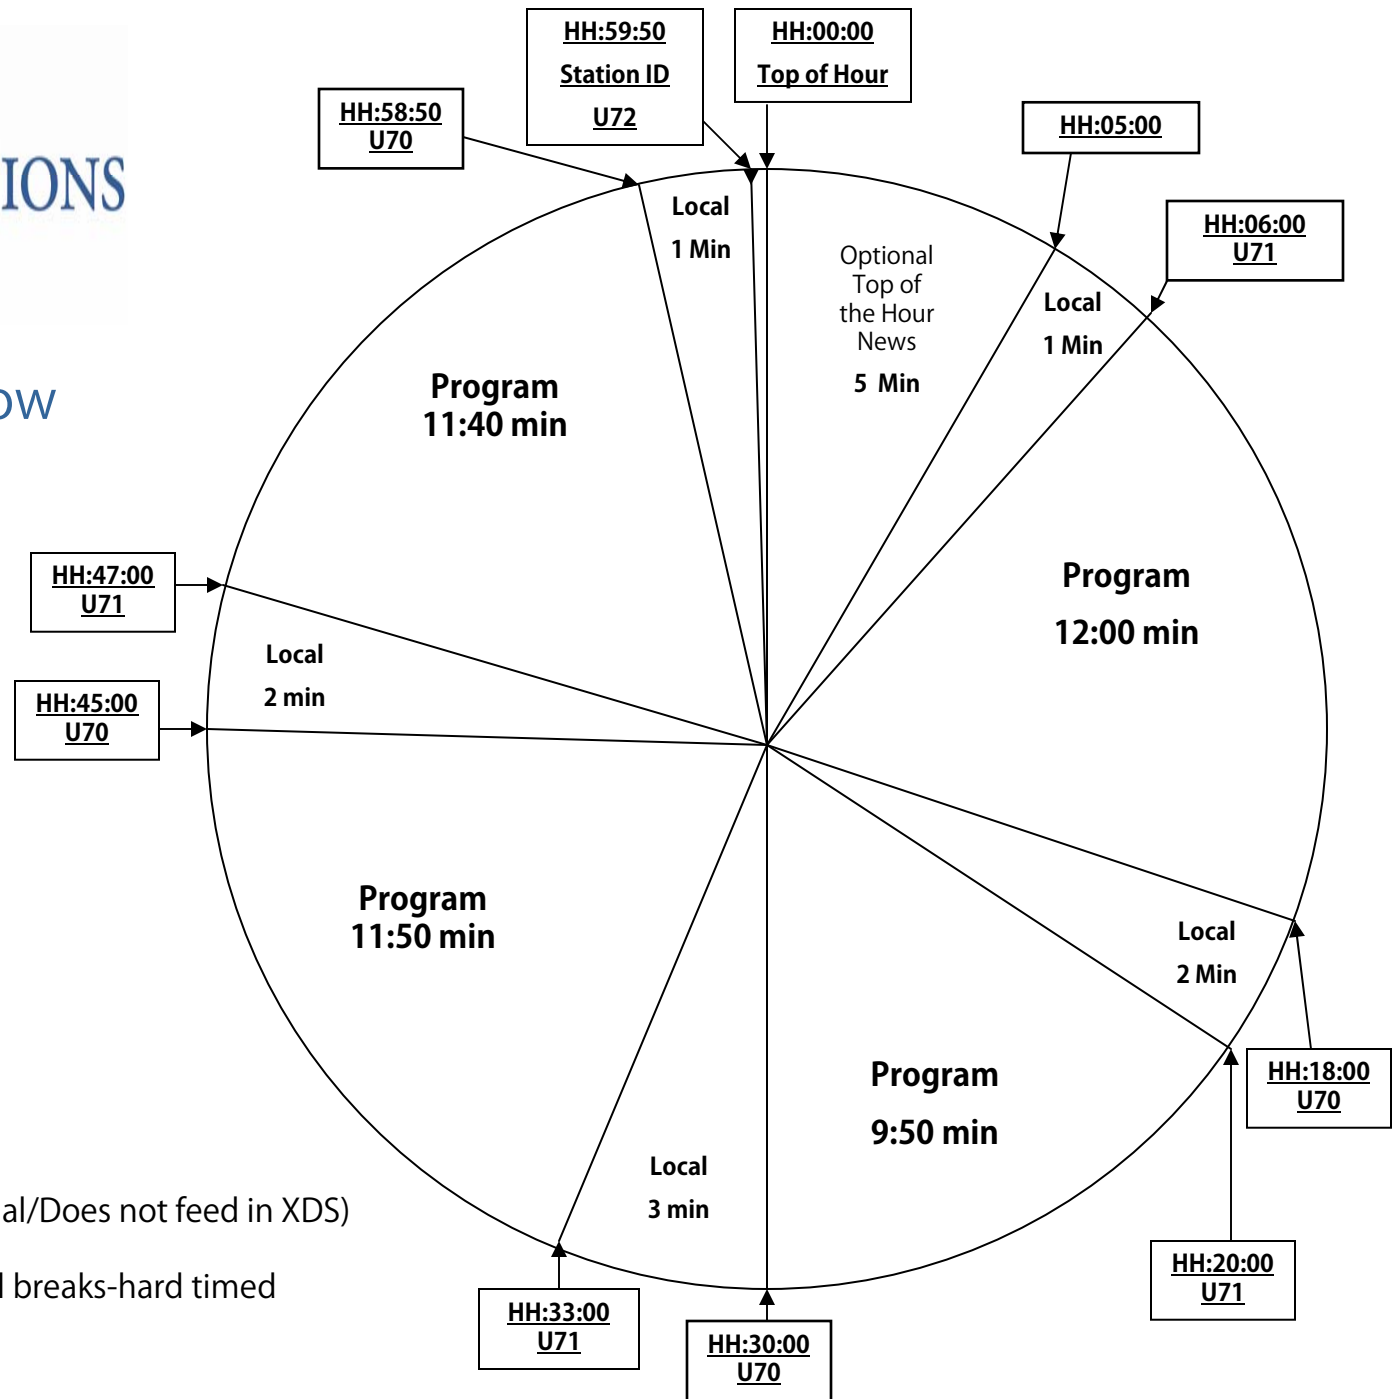 HH:59:50
Station ID
U72
HH:00:00
Top of Hour
HH:58:50
U70
HH:05:00
IONS
HH:06:00
U71
Local
1 Min
Optional
Top of
the Hour
News
5 Min
Local
1 Min
ow
Program
11:40 min
HH:47:00
U71
Program
12:00 min
Local
2 min
HH:45:00
U70
Program
11:50 min
Local
2 Min
HH:18:00
U70
Program
9:50 min
Local
3 min
al/Does not feed in XDS)
l breaks-hard timed
HH:20:00
U71
HH:33:00
U71
HH:30:00
U70